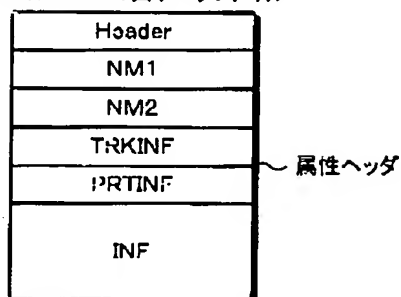 Header
NM1
NM2
TRKINF
PRTINF
属性ヘッダ
INF